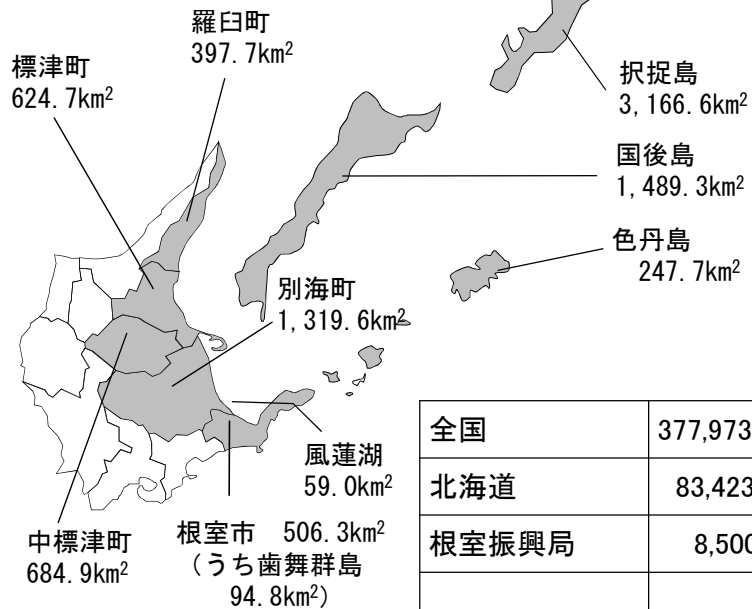 羅臼町
397.7km²
標津町
624.7km²
択捉島
3,166.6km²
国後島
1,489.3km²
色丹島
247.7km²
別海町
1,319.6km²
風蓮湖
59.0km²
根室市 506.3km²
(うち歯舞群島
94.8km²)
中標津町
684.9km²
全国 377,973
北海道 83,423
根室振興局 8,500